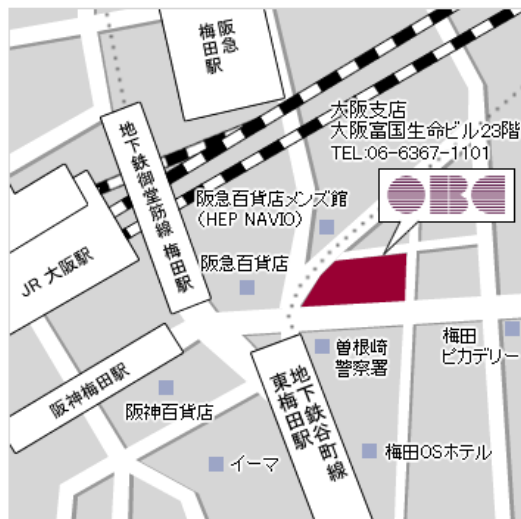 阪急
梅田駅
大阪支店
大阪富国生命ビル23階
TEL:06-6367-1101
OBC
地下鉄御堂筋線 梅田駅
阪急百貨店メンズ館
(HEP NAVIO)
JR 大阪駅
阪急百貨店
曽根崎
警察署
梅田
ピカデリー
阪神梅田駅
阪神百貨店
地下鉄谷町線
東梅田駅
イーマ
梅田OSホテル